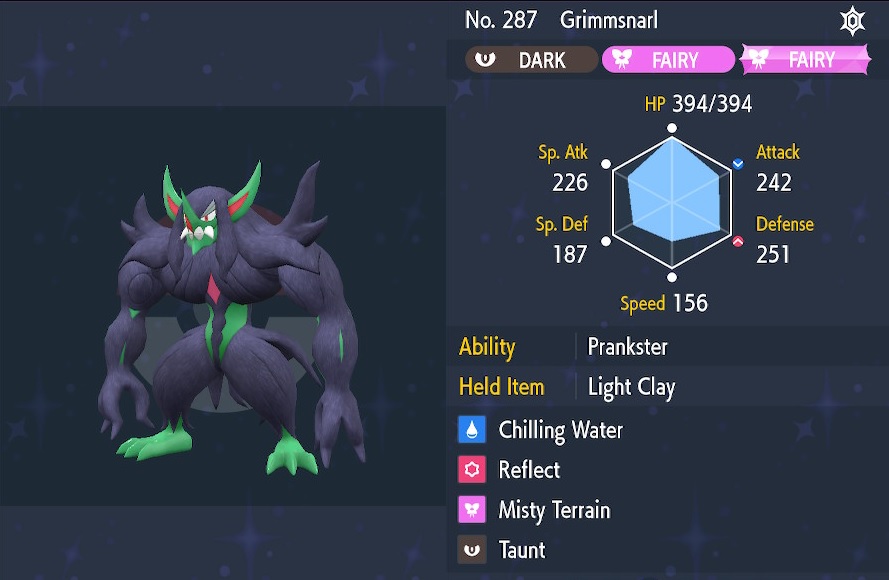 No. 287 Grimmsnarl
DARK FAIRY FAIRY
HP 394/394
Sp. Atk
226
Attack
242
Sp. Def
187
Defense
251
Speed 156
Ability Prankster
Held Item Light Clay
Chilling Water
Reflect
Misty Terrain
Taunt